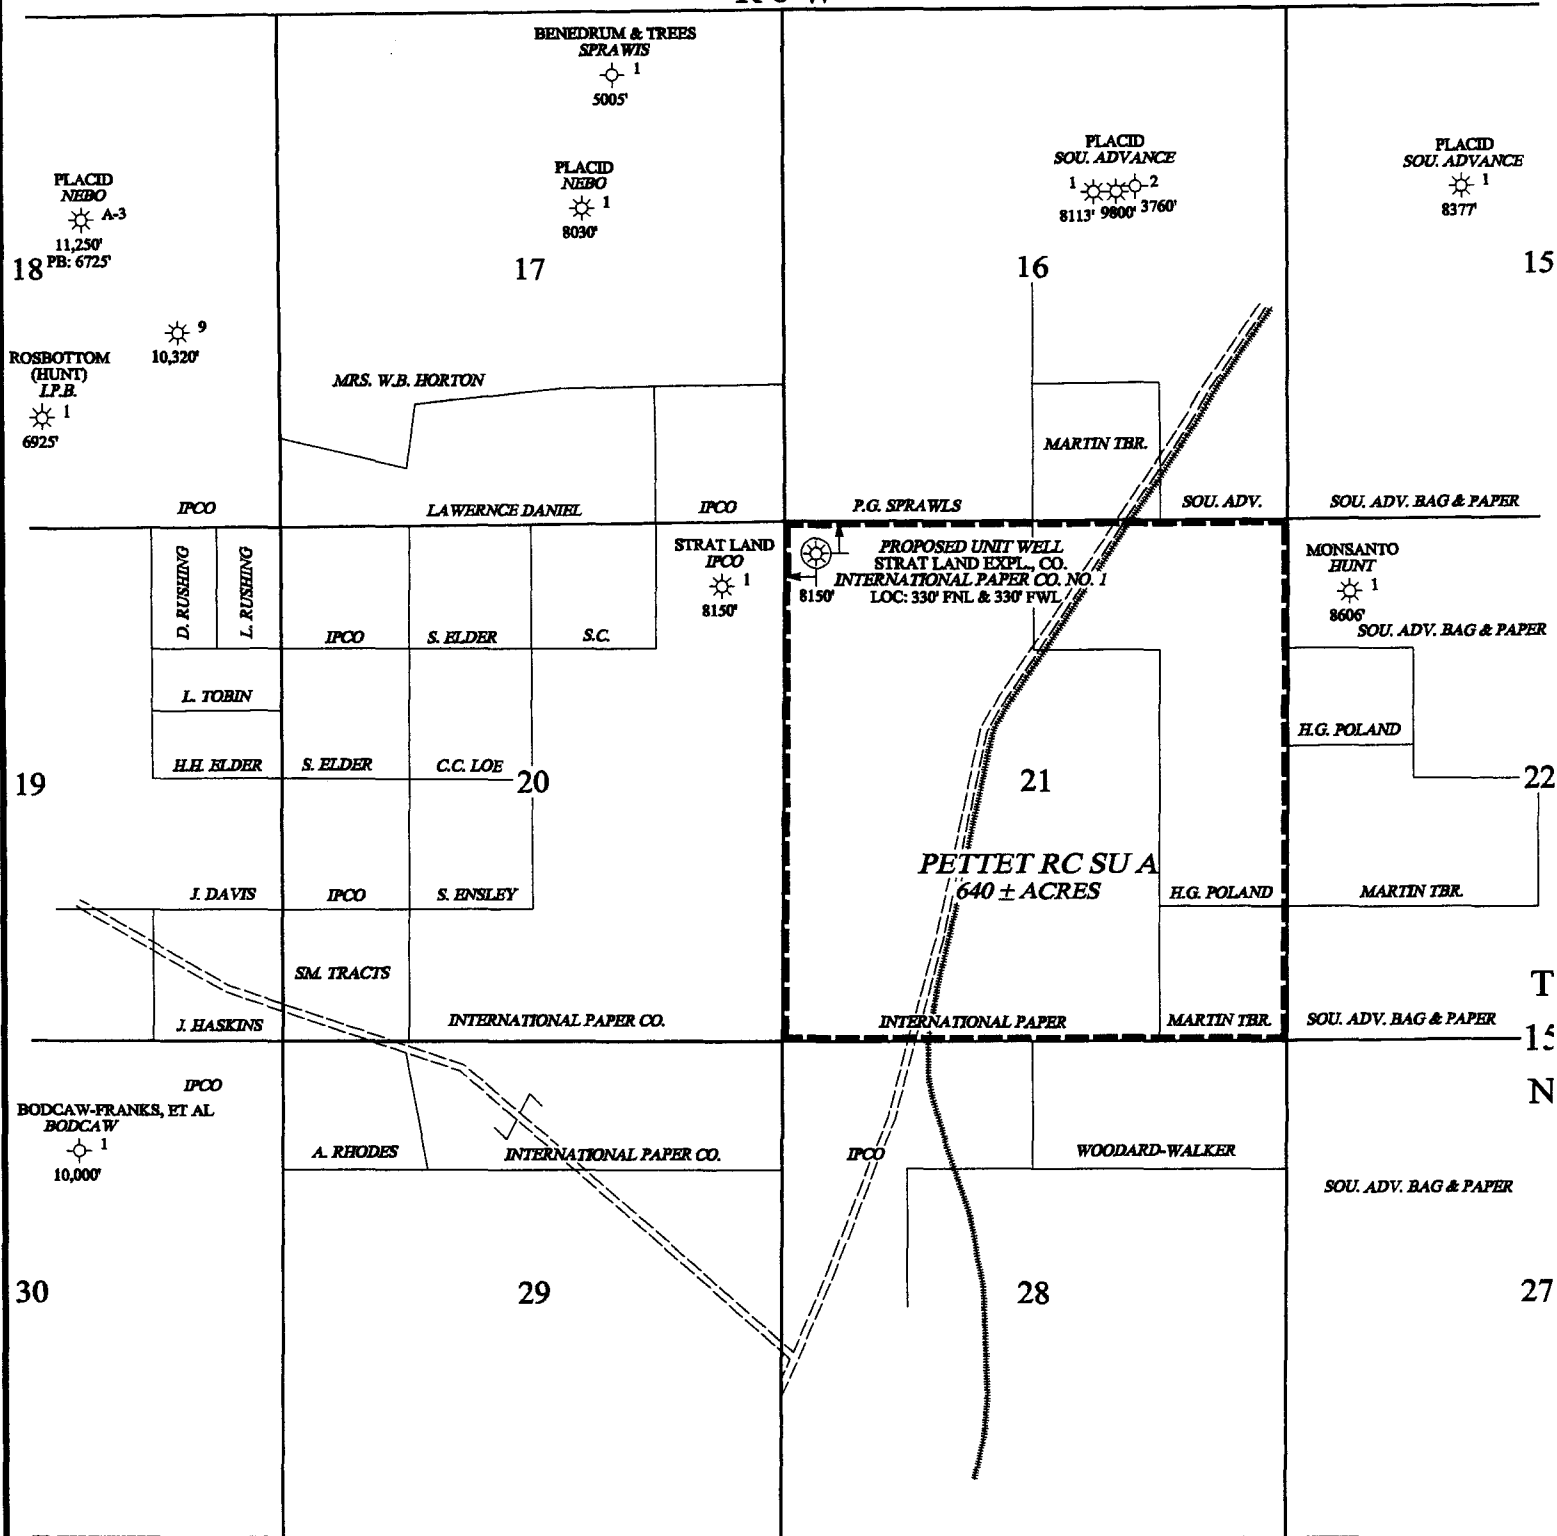 BENEDRUM & TREES
SPRAWIS
1
5005'
PLACID
SOU. ADVANCE
1
2
8113' 9800' 3760'
PLACID
SOU. ADVANCE
1
8377'
PLACID
NEBO
A-3
11,250'
PB: 6725'
PLACID
NEBO
1
8030'
18
17
16
15
9
10,320'
ROSBOTTOM
(HUNT)
I.P.B.
1
6925'
MRS. W.B. HORTON
MARTIN TBR.
IPCO
LAWERNCE DANIEL
IPCO
P.G. SPRAWLS
SOU. ADV.
SOU. ADV. BAG & PAPER
D. RUSHING
L. RUSHING
STRAT LAND
IPCO
1
8150'
PROPOSED UNIT WELL
STRAT LAND EXPL., CO.
INTERNATIONAL PAPER CO. NO. 1
LOC: 330' FNL & 330' FWL
8150'
MONSANTO
HUNT
1
8606'
SOU. ADV. BAG & PAPER
IPCO
S. ELDER
S.C.
L. TOBIN
H.G. POLAND
H.H. ELDER
S. ELDER
C.C. LOE
19
20
21
22
PETTET RC SU A
640 ± ACRES
J. DAVIS
IPCO
S. ENSLEY
H.G. POLAND
MARTIN TBR.
SM. TRACTS
T
J. HASKINS
INTERNATIONAL PAPER CO.
INTERNATIONAL PAPER
MARTIN TBR.
SOU. ADV. BAG & PAPER
15
N
IPCO
BODCAW-FRANKS, ET AL
BODCAW
1
10,000'
A. RHODES
INTERNATIONAL PAPER CO.
IPCO
WOODARD-WALKER
SOU. ADV. BAG & PAPER
30
29
28
27